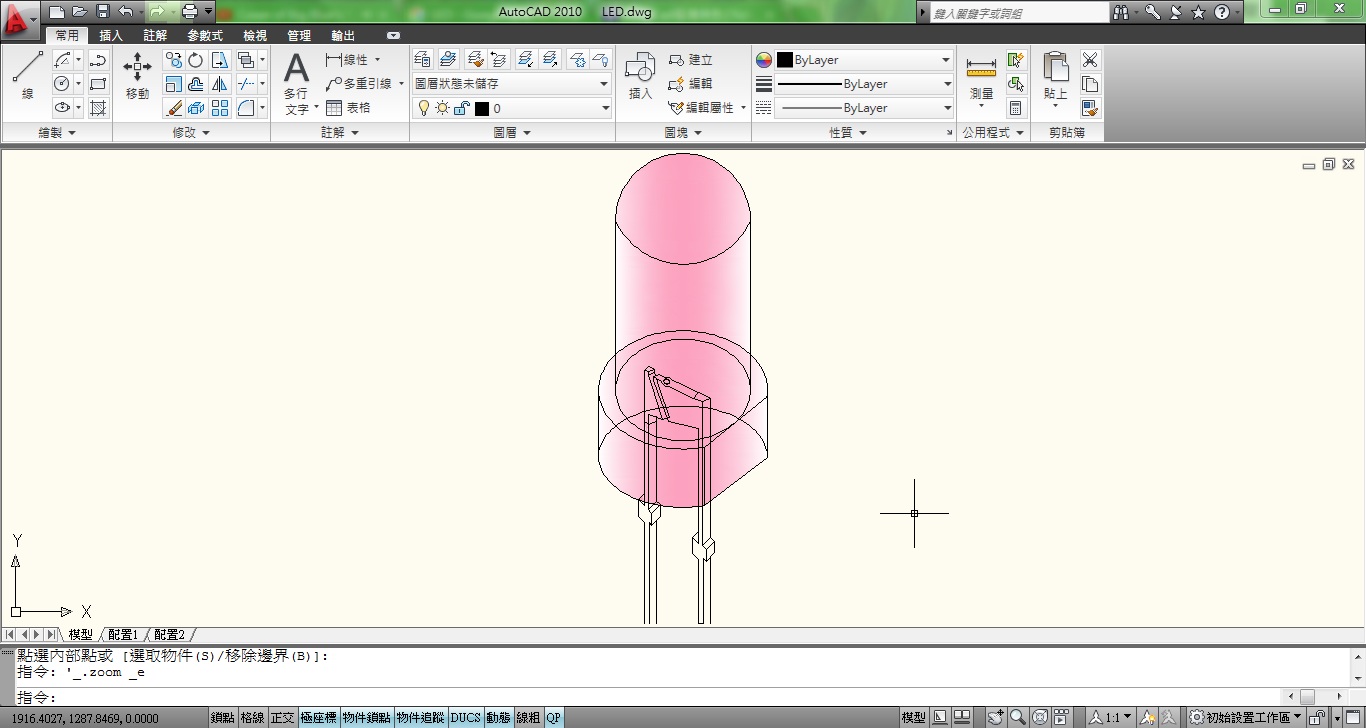 AutoCAD 2010 LED.dwg
鍵入關鍵字或詞組
常用 插入 註解 參數式 檢視 管理 輸出
線
移動
A
多行
文字
線性
多重引線
表格
圖層狀態未儲存
0
插入
建立
編輯
編輯屬性
ByLayer
ByLayer
ByLayer
測量
貼上
繪製 修改 註解 圖層 圖塊 性質 公用程式 剪貼簿
Y
X
模型 配置1 配置2
點選內部點或 [選取物件(S)/移除邊界(B)]:
指令: '_.zoom _e
指令:
1916.4027, 1287.8469, 0.0000 鎖點 格線 正交 極座標 物件鎖點 物件追蹤 DUCS 動態 線粗 QP 模型 1:1 初始設置工作區